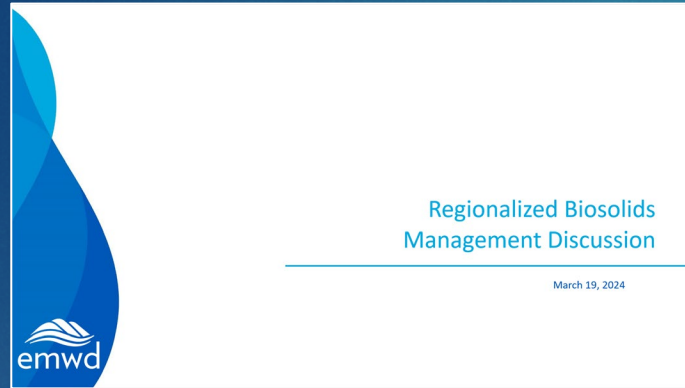 Regionalized Biosolids
Management Discussion
March 19, 2024
emwd